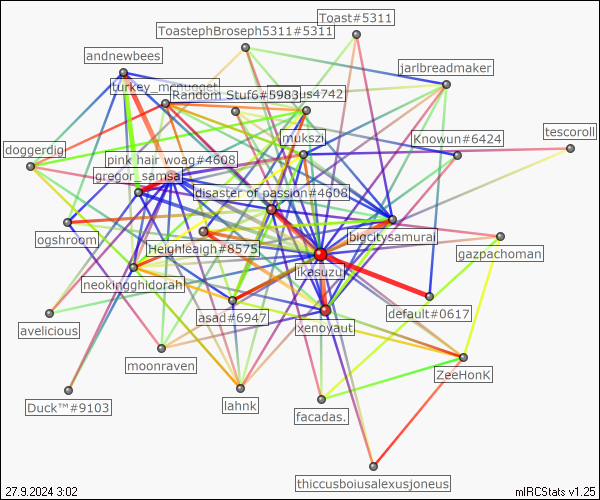 Toast#5311
ToastephBroseph5311#5311
andnewbees
jarlbreadmaker
turkey_mcnugget
Random Stuf6#5983
us4742
Knowun#6424
tescoroll
mukszi
doggerdig
pink hair woag#4608
gregor_samsa
disaster of passion#4608
ogshroom
Heighleaigh#8575
bigcitysamurai
gazpachoman
ikasuzuk
neokingghidorah
default#0617
asad#6947
avelicious
xenoyaut
moonraven
ZeeHonK
Duck™#9103
lahnk
facadas.
thiccusboiusalexusjoneus
27.9.2024 3:02
mIRCStats v1.25